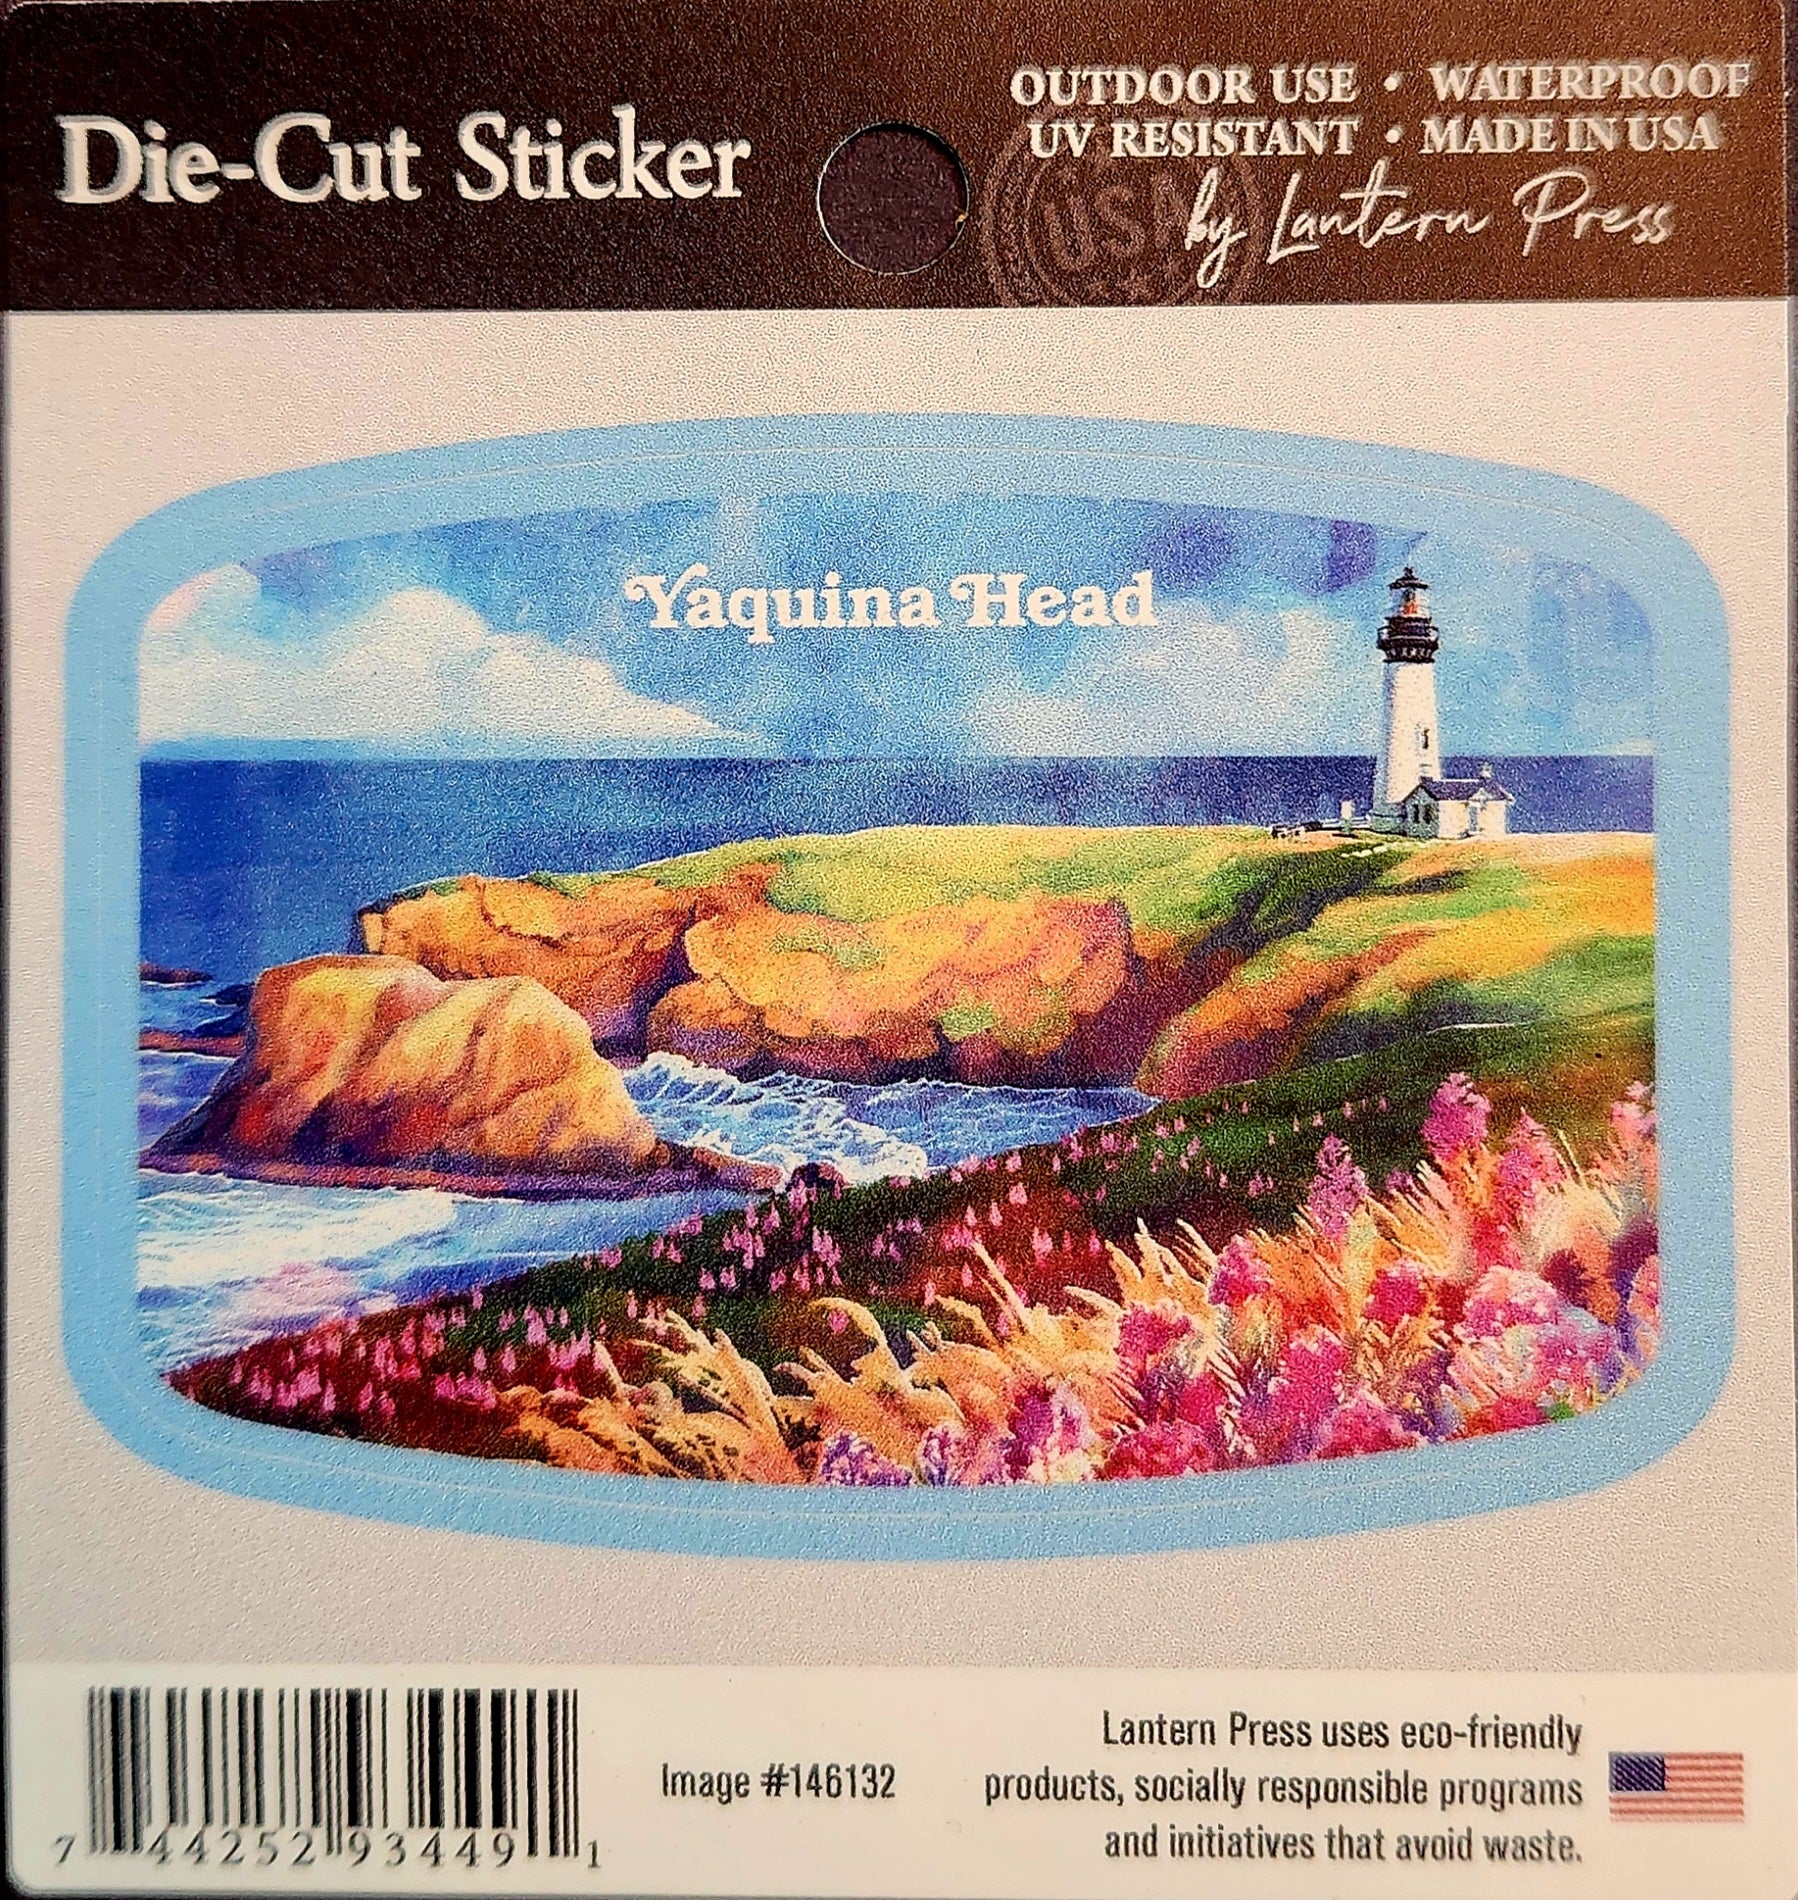 Die-Cut Sticker
OUTDOOR USE • WATERPROOF
UV RESISTANT • MADE IN USA
by Lantern Press
USA
Yaquina Head
7 44252 93449 1
Image #146132
Lantern Press uses eco-friendly
products, socially responsible programs
and initiatives that avoid waste.